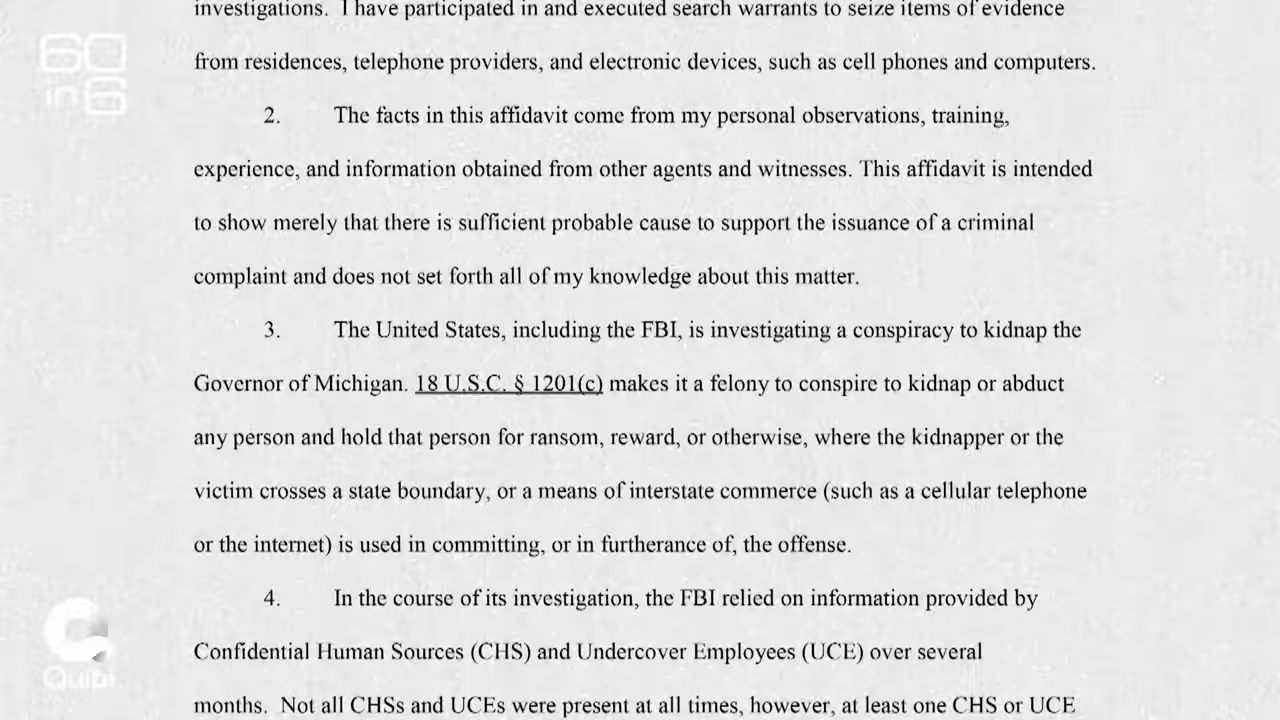 60
in 6
investigations.  I have participated in and executed search warrants to seize items of evidence
from residences, telephone providers, and electronic devices, such as cell phones and computers.
2. The facts in this affidavit come from my personal observations, training,
experience, and information obtained from other agents and witnesses. This affidavit is intended
to show merely that there is sufficient probable cause to support the issuance of a criminal
complaint and does not set forth all of my knowledge about this matter.
3. The United States, including the FBI, is investigating a conspiracy to kidnap the
Governor of Michigan. 18 U.S.C. § 1201(c) makes it a felony to conspire to kidnap or abduct
any person and hold that person for ransom, reward, or otherwise, where the kidnapper or the
victim crosses a state boundary, or a means of interstate commerce (such as a cellular telephone
or the internet) is used in committing, or in furtherance of, the offense.
4. In the course of its investigation, the FBI relied on information provided by
Confidential Human Sources (CHS) and Undercover Employees (UCE) over several
months.  Not all CHSs and UCEs were present at all times, however, at least one CHS or UCE
Quibi